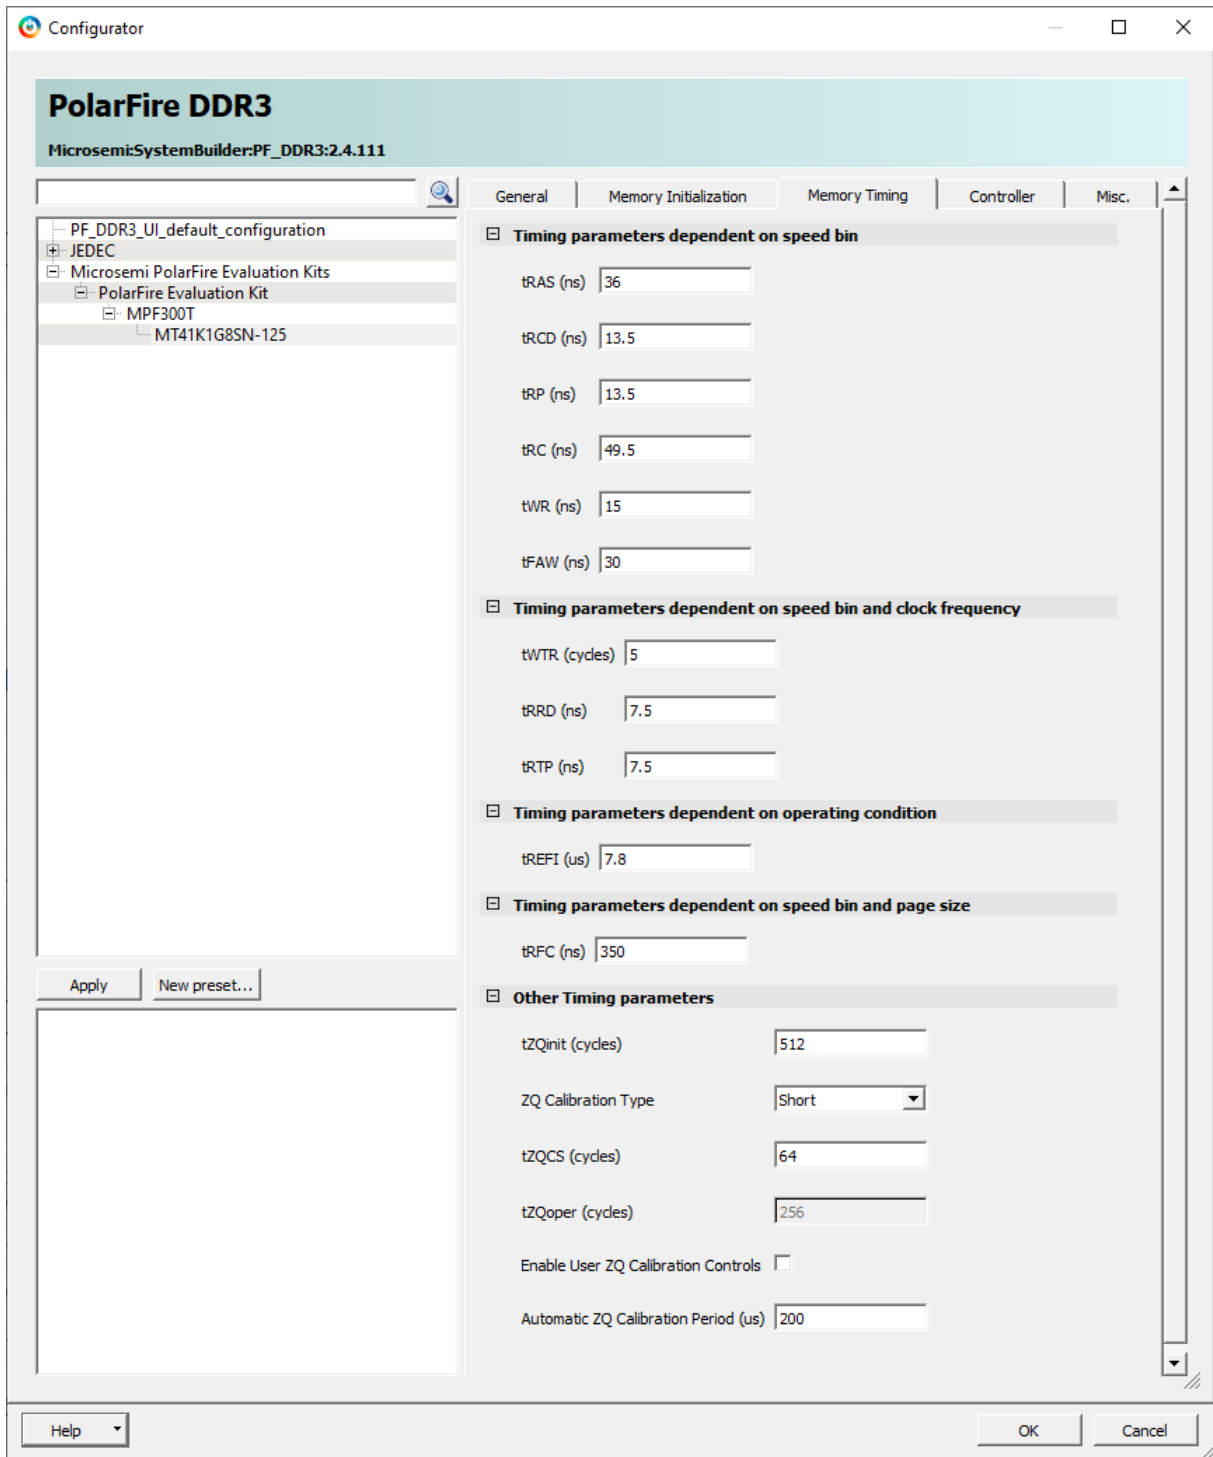 Configurator
PolarFire DDR3
Microsemi:SystemBuilder:PF_DDR3:2.4.111
PF_DDR3_UI_default_configuration
JEDEC
Microsemi PolarFire Evaluation Kits
PolarFire Evaluation Kit
MPF300T
MT41K1G8SN-125
Apply New preset...
General Memory Initialization Memory Timing Controller Misc.
Timing parameters dependent on speed bin
tRAS (ns) 36
tRCD (ns) 13.5
tRP (ns) 13.5
tRC (ns) 49.5
tWR (ns) 15
tFAW (ns) 30
Timing parameters dependent on speed bin and clock frequency
tWTR (cycles) 5
tRRD (ns) 7.5
tRTP (ns) 7.5
Timing parameters dependent on operating condition
tREFI (us) 7.8
Timing parameters dependent on speed bin and page size
tRFC (ns) 350
Other Timing parameters
tZQinit (cycles) 512
ZQ Calibration Type Short
tZQCS (cycles) 64
tZQoper (cycles) 256
Enable User ZQ Calibration Controls
Automatic ZQ Calibration Period (us) 200
Help OK Cancel